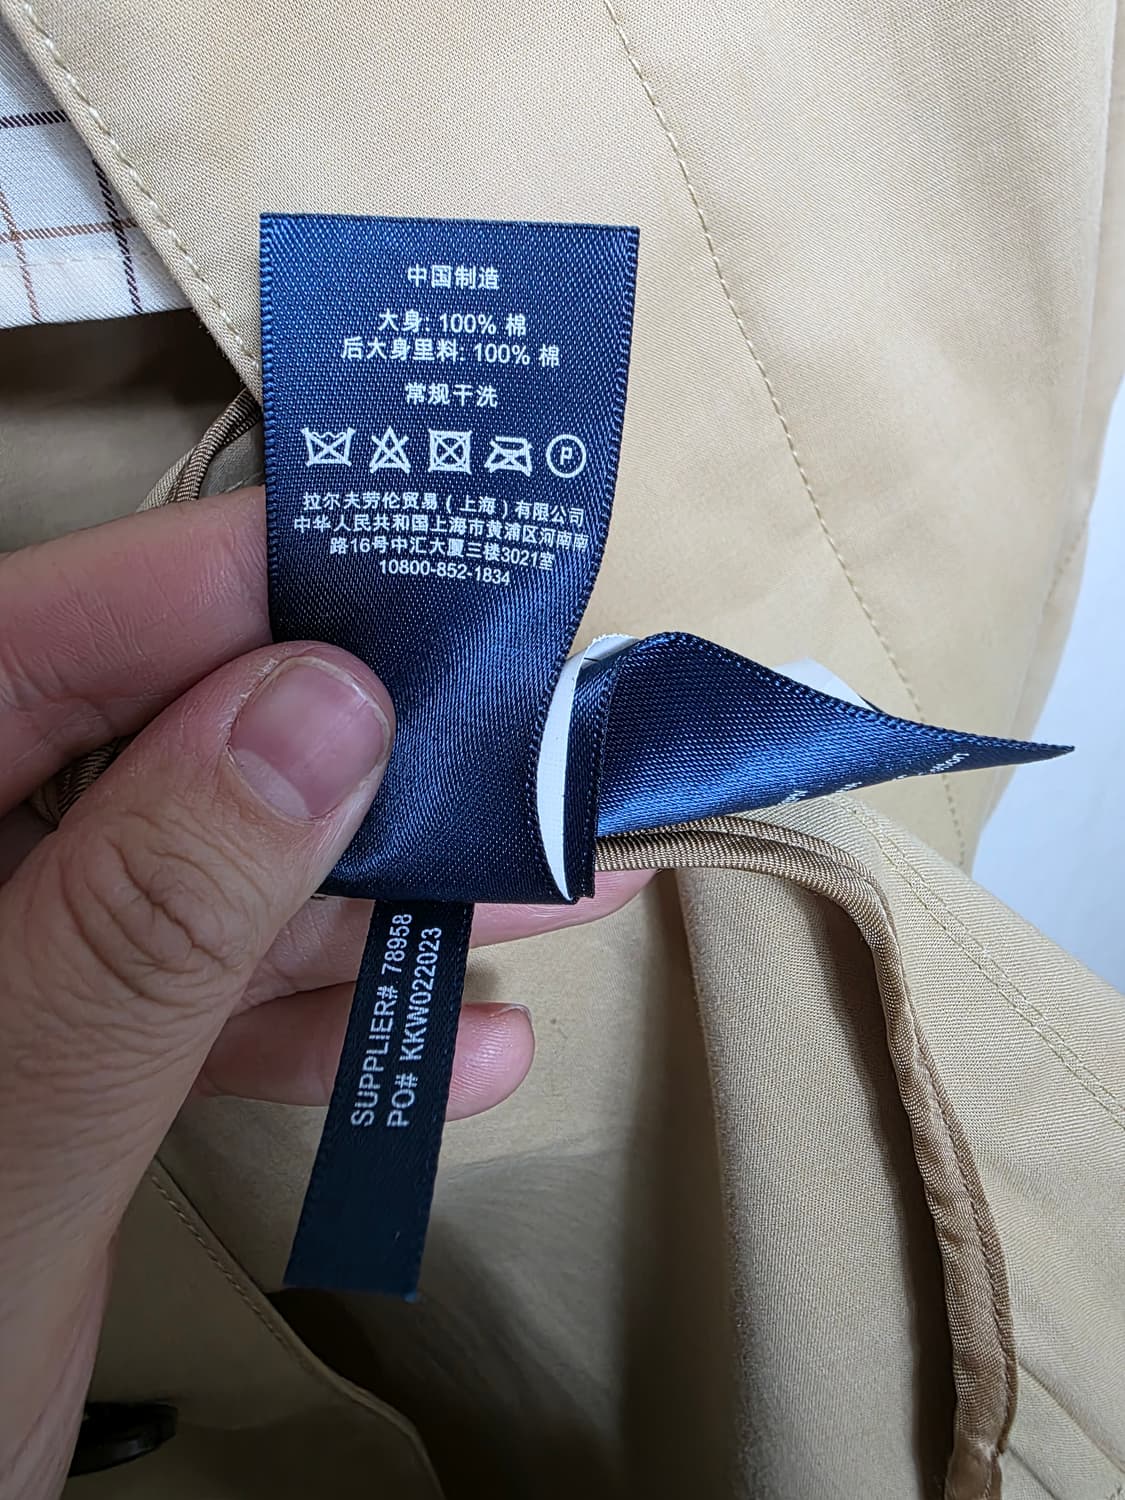 中国制造
大身: 100% 棉
后大身里料: 100% 棉
常规干洗
P
拉尔夫劳伦贸易(上海)有限公司
中华人民共和国上海市黄浦区河南南
路16号中汇大厦三楼3021室
10800-852-1834
SUPPLIER# 78958
PO# KKW022023